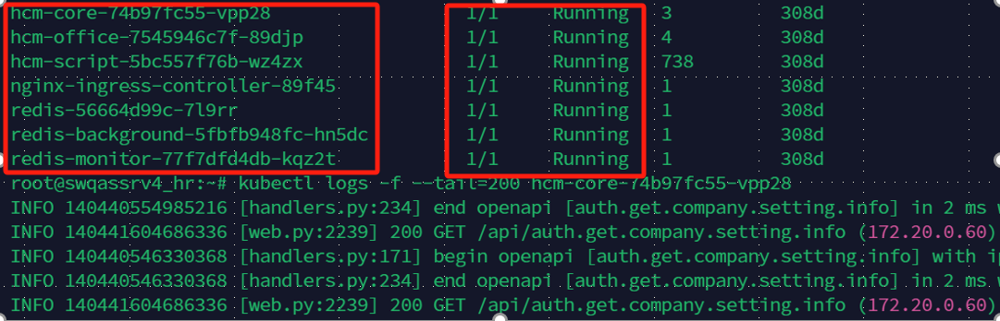 hcm-core-74b97fc55-vpp28 1/1 Running 3 308d
hcm-office-7545946c7f-89djp 1/1 Running 4 308d
hcm-script-5bc557f76b-wz4zx 1/1 Running 738 308d
nginx-ingress-controller-89f45 1/1 Running 1 308d
redis-56664d99c-7l9rr 1/1 Running 1 308d
redis-background-5fbfb948fc-hn5dc 1/1 Running 1 308d
redis-monitor-77f7dfd4db-kqz2t 1/1 Running 1 308d
root@swqassrv4_hr:~# kubectl logs -f --tail=200 hcm-core-74b97fc55-vpp28
INFO 140440554985216 [handlers.py:234] end openapi [auth.get.company.setting.info] in 2 ms
INFO 140441604686336 [web.py:2239] 200 GET /api/auth.get.company.setting.info (172.20.0.60)
INFO 140440546330368 [handlers.py:171] begin openapi [auth.get.company.setting.info] with i
INFO 140440546330368 [handlers.py:234] end openapi [auth.get.company.setting.info] in 2 ms
INFO 140441604686336 [web.py:2239] 200 GET /api/auth.get.company.setting.info (172.20.0.60)